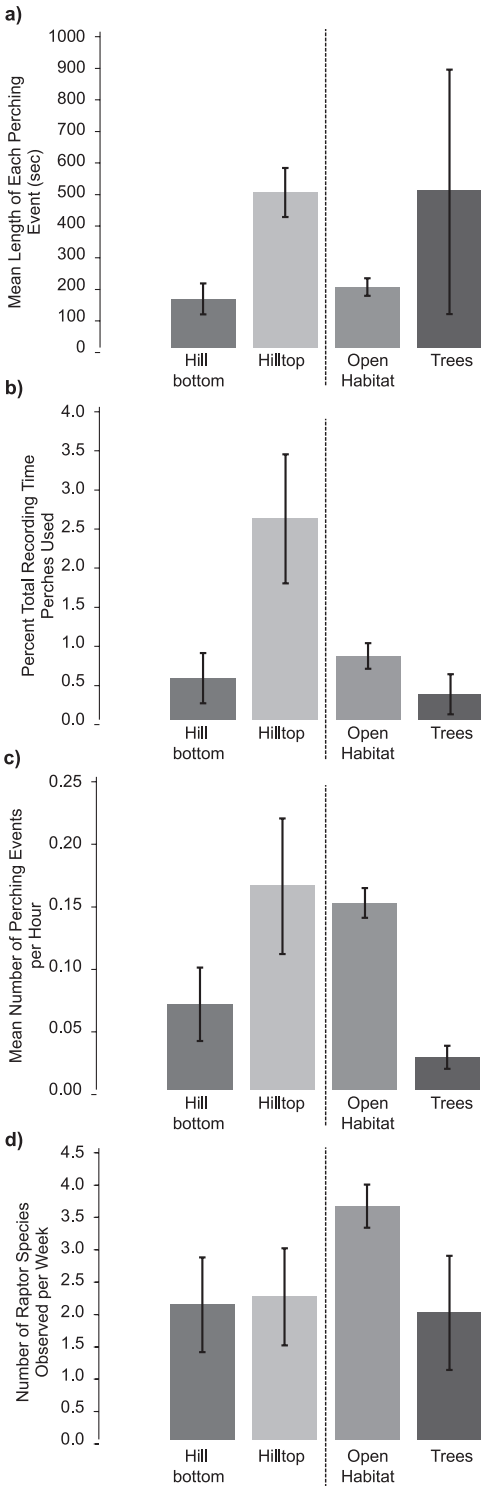 a)
Mean Length of Each Perching
Event (sec)
1000
900
800
700
600
500
400
300
200
100
0
Hill
bottom
Hilltop
Open
Habitat
Trees
b)
Percent Total Recording Time
Perches Used
4.0
3.5
3.0
2.5
2.0
1.5
1.0
0.5
0.0
Hill
bottom
Hilltop
Open
Habitat
Trees
c)
Mean Number of Perching Events
per Hour
0.25
0.20
0.15
0.10
0.05
0.00
Hill
bottom
Hilltop
Open
Habitat
Trees
d)
Number of Raptor Species
Observed per Week
4.5
4.0
3.5
3.0
2.5
2.0
1.5
1.0
0.5
0.0
Hill
bottom
Hilltop
Open
Habitat
Trees